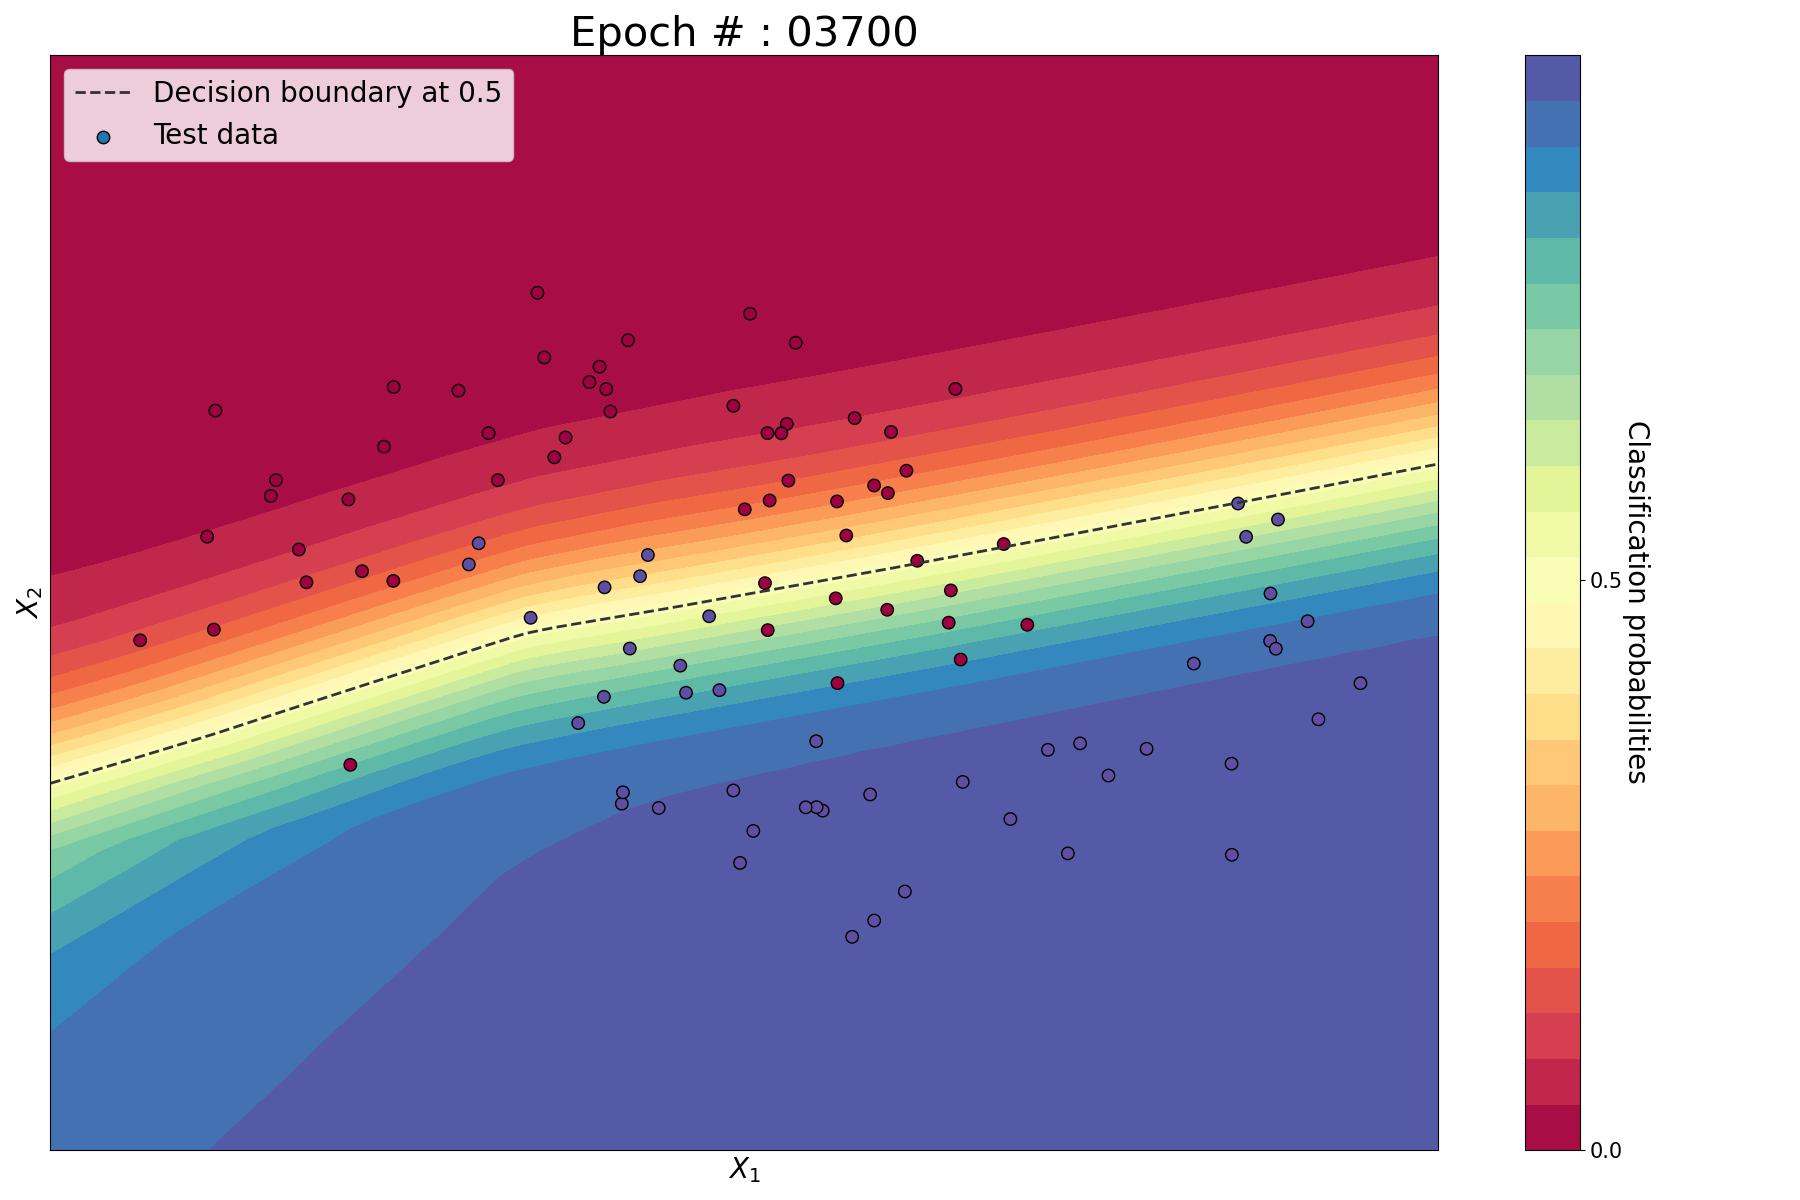 Epoch # : 03700
Decision boundary at 0.5
Test data
X₂
X₁
0.5
0.0
Classification probabilities